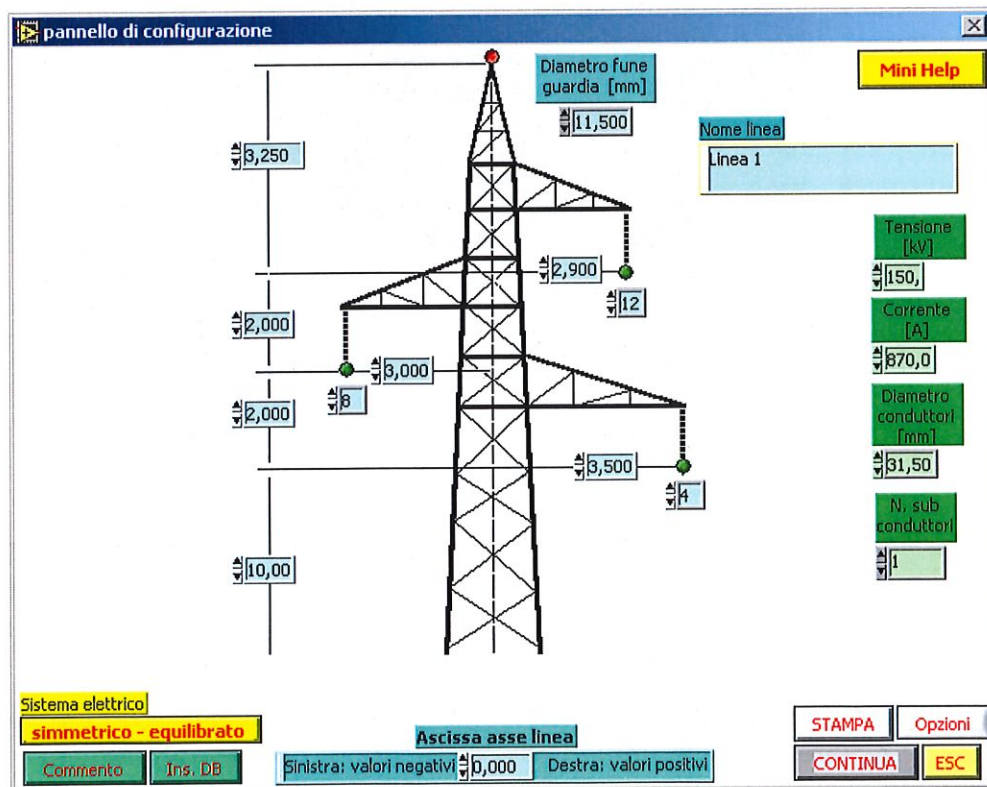 pannello di configurazione
Diametro fune
guardia [mm]
11,500
Mini Help
Nome linea
Linea 1
3,250
Tensione
[kV]
150,
2,900
12
Corrente
[A]
870,0
2,000
3,000
8
Diametro
conduttori
[mm]
31,50
2,000
3,500
4
N. sub
conduttori
1
10,00
Sistema elettrico
simmetrico - equilibrato
Commento
Ins. DB
Ascissa asse linea
Sinistra: valori negativi
0,000
Destra: valori positivi
STAMPA
Opzioni
CONTINUA
ESC